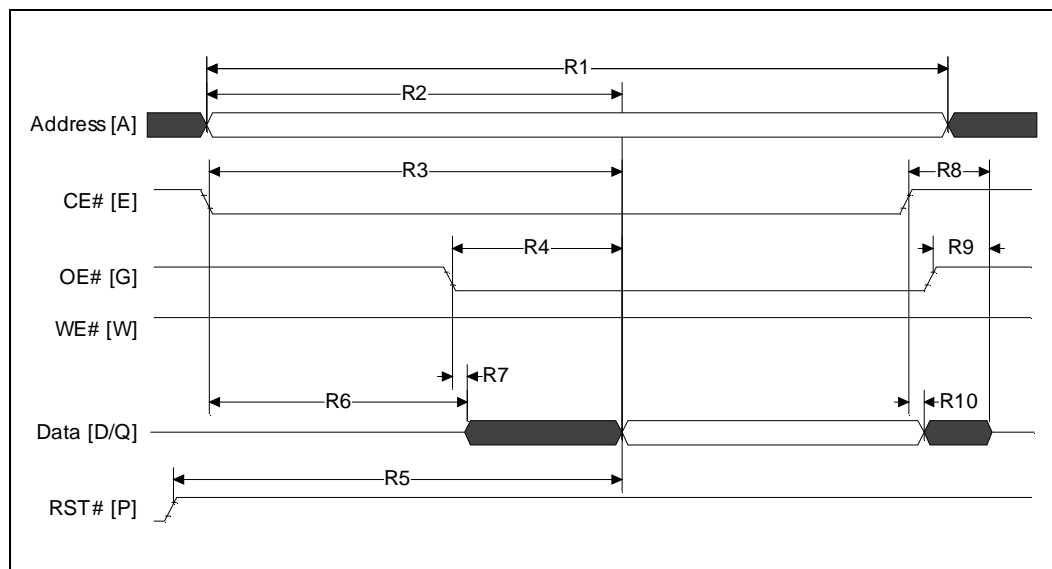 R1
R2
Address [A]
R3
R8
CE# [E]
R4
R9
OE# [G]
WE# [W]
R7
R6
R10
Data [D/Q]
R5
RST# [P]